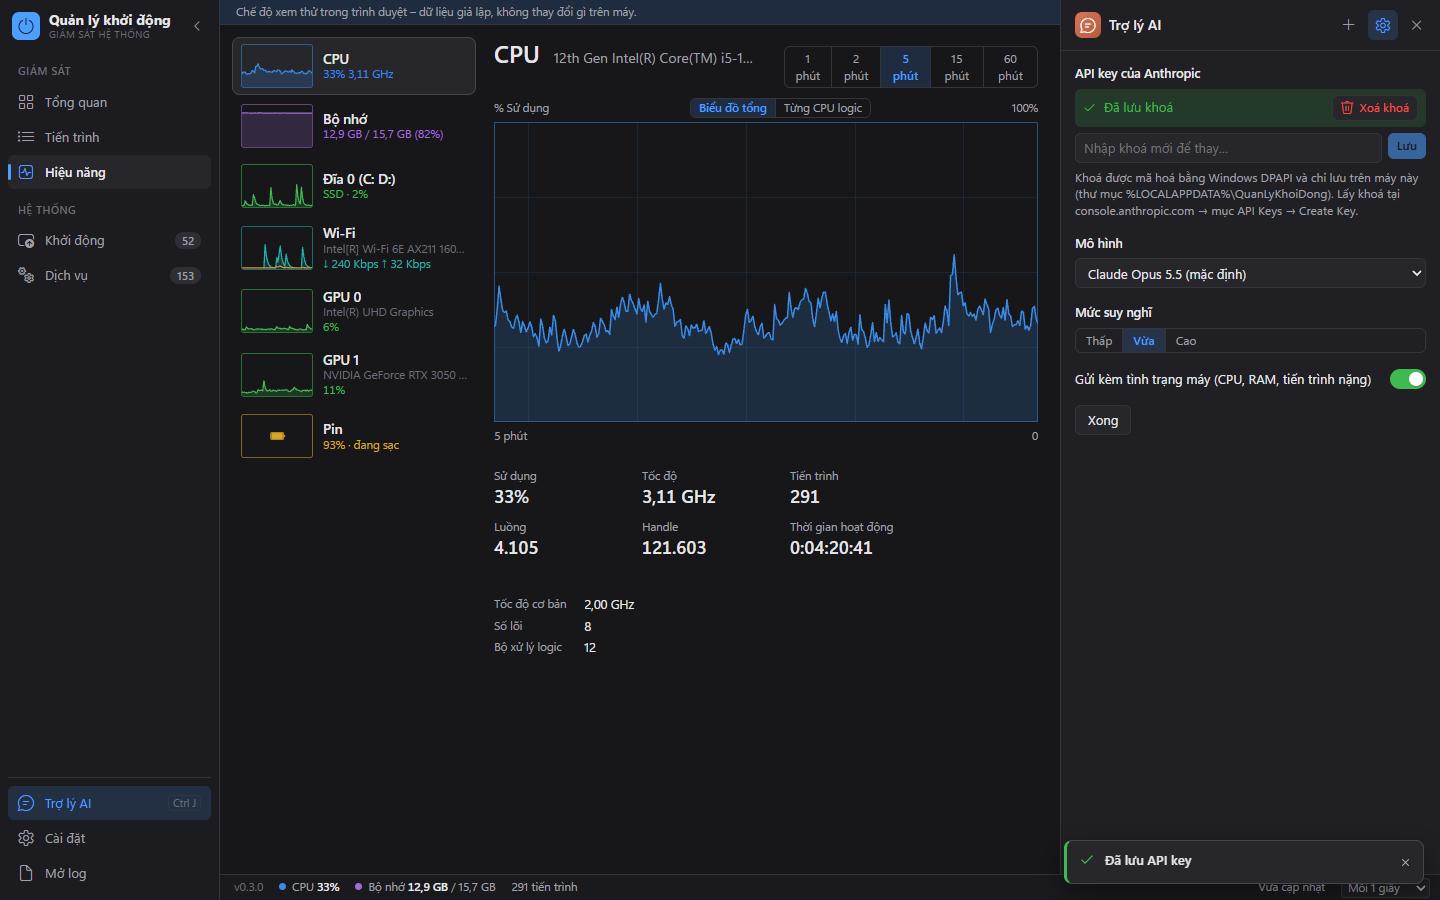 Quản lý khởi động
GIÁM SÁT HỆ THỐNG
GIÁM SÁT
Tổng quan
Tiến trình
Hiệu năng
HỆ THỐNG
Khởi động 52
Dịch vụ 153
Trợ lý AI Ctrl J
Cài đặt
Mở log
Chế độ xem thử trong trình duyệt – dữ liệu giả lập, không thay đổi gì trên máy.
CPU
33% 3,11 GHz
Bộ nhớ
12,9 GB / 15,7 GB (82%)
Đĩa 0 (C: D:)
SSD · 2%
Wi-Fi
Intel[R] Wi-Fi 6E AX211 160...
↓ 240 Kbps ↑ 32 Kbps
GPU 0
Intel(R) UHD Graphics
6%
GPU 1
NVIDIA GeForce RTX 3050 ...
11%
Pin
93% · đang sạc
CPU 12th Gen Intel(R) Core(TM) i5-1...
1 phút
2 phút
5 phút
15 phút
60 phút
% Sử dụng Biểu đồ tổng Từng CPU logic 100%
5 phút 0
Sử dụng Tốc độ Tiến trình
33% 3,11 GHz 291
Luồng Handle Thời gian hoạt động
4.105 121.603 0:04:20:41
Tốc độ cơ bản 2,00 GHz
Số lõi 8
Bộ xử lý logic 12
Trợ lý AI
API key của Anthropic
Đã lưu khoá Xoá khoá
Nhập khoá mới để thay... Lưu
Khoá được mã hoá bằng Windows DPAPI và chỉ lưu trên máy này
(thư mục %LOCALAPPDATA%\QuanLyKhoiDong). Lấy khoá tại
console.anthropic.com → mục API Keys → Create Key.
Mô hình
Claude Opus 5.5 (mặc định)
Mức suy nghĩ
Thấp Vừa Cao
Gửi kèm tình trạng máy (CPU, RAM, tiến trình nặng)
Xong
Đã lưu API key
v0.3.0 CPU 33% Bộ nhớ 12,9 GB / 15,7 GB 291 tiến trình
Vừa cập nhật Mỗi 1 giây